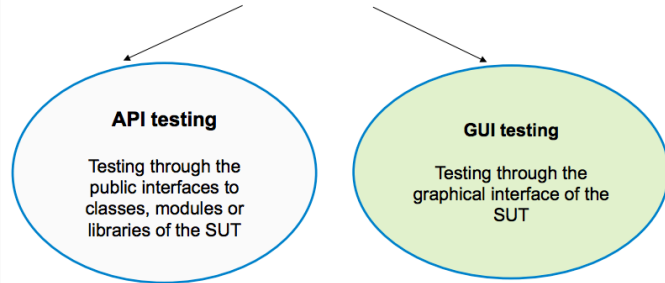 API testing
Testing through the
public interfaces to
classes, modules or
libraries of the SUT
GUI testing
Testing through the
graphical interface of the
SUT